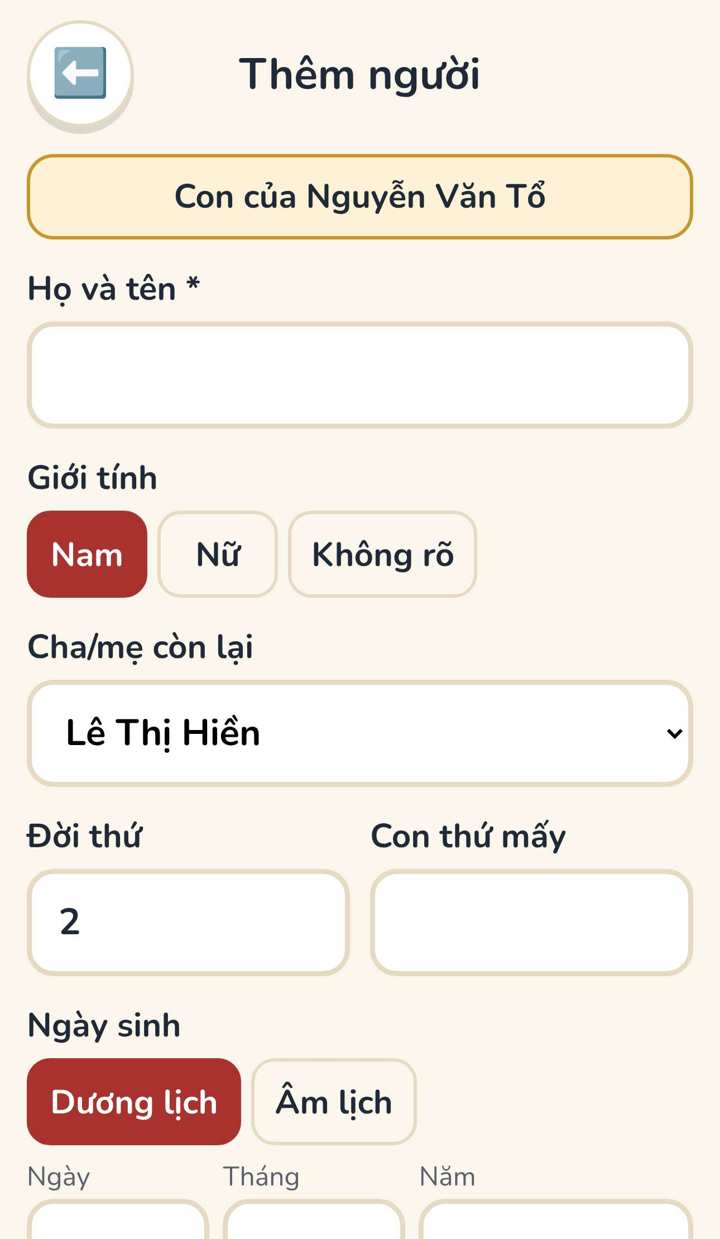 Thêm người
Con của Nguyễn Văn Tổ
Họ và tên *
Giới tính
Nam Nữ Không rõ
Cha/mẹ còn lại
Lê Thị Hiền
Đời thứ Con thứ mấy
2
Ngày sinh
Dương lịch Âm lịch
Ngày Tháng Năm